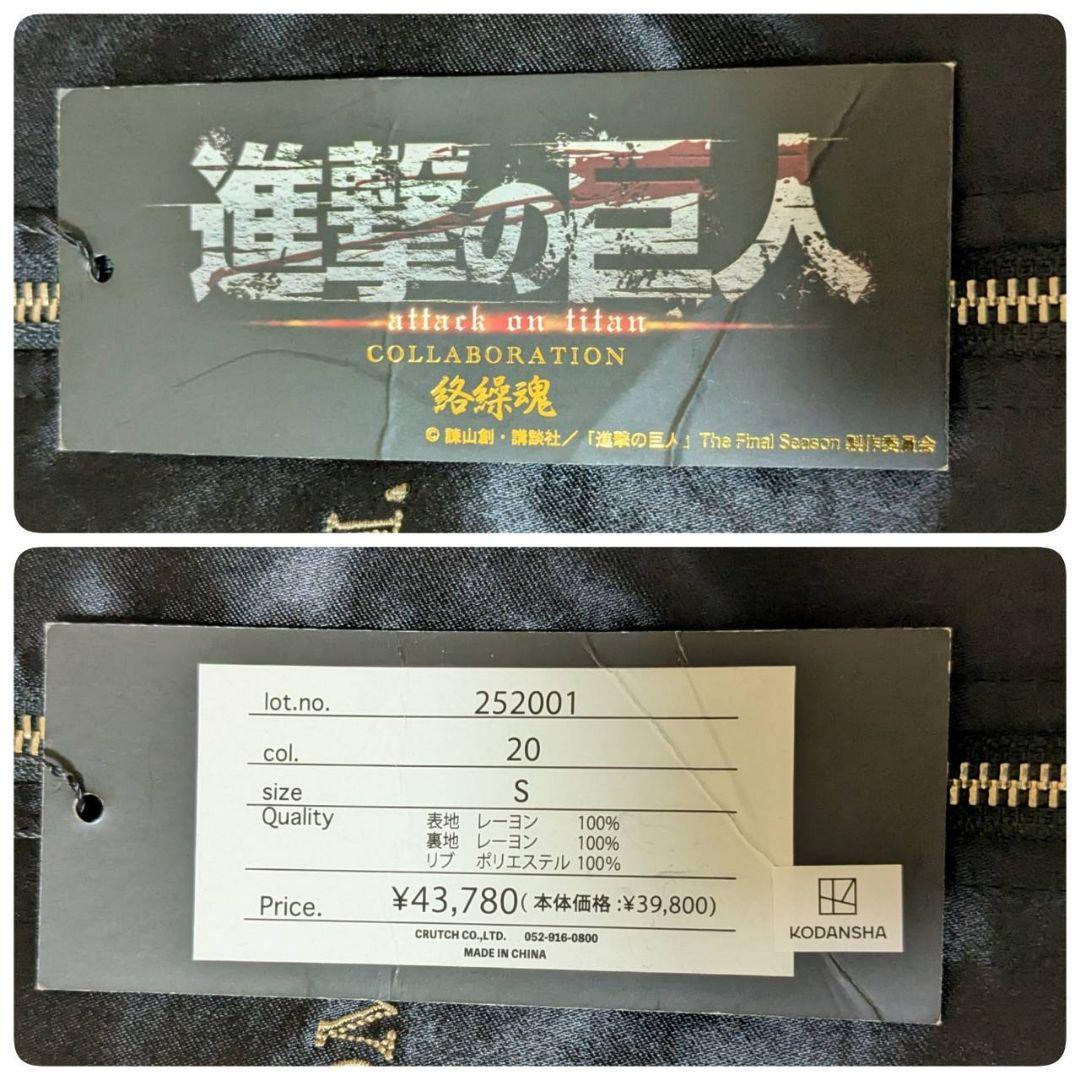 進撃の巨人
attack on titan
COLLABORATION
絡繰魂
©諫山創・講談社／「進撃の巨人」The Final Season 製作委員会
lot.no. 252001
col. 20
size S
Quality 表地 レーヨン 100%
裏地 レーヨン 100%
リブ ポリエステル 100%
Price. ¥43,780(本体価格:¥39,800)
CRUTCH CO.,LTD. 052-916-0800
MADE IN CHINA
KODANSHA